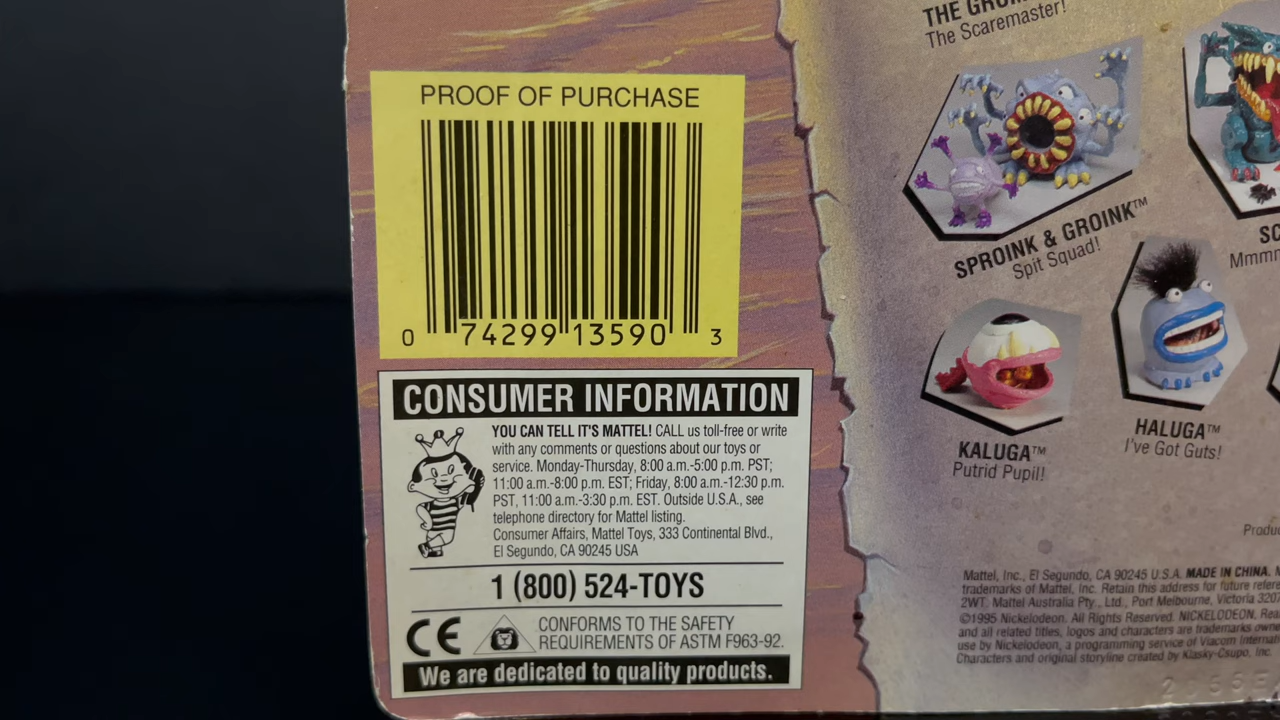 PROOF OF PURCHASE
0 74299 13590 3
CONSUMER INFORMATION
YOU CAN TELL IT'S MATTEL! CALL us toll-free or write
with any comments or questions about our toys or
service. Monday-Thursday, 8:00 a.m.-5:00 p.m. PST;
11:00 a.m.-8:00 p.m. EST; Friday, 8:00 a.m.-12:30 p.m.
PST, 11:00 a.m.-3:30 p.m. EST. Outside U.S.A., see
telephone directory for Mattel listing.
Consumer Affairs, Mattel Toys, 333 Continental Blvd.,
El Segundo, CA 90245 USA
1 (800) 524-TOYS
CE
CONFORMS TO THE SAFETY
REQUIREMENTS OF ASTM F963-92.
We are dedicated to quality products.
THE
The Scaremaster!
SPROINK & GROINK™
Spit Squad!
SC
Mmmm
KALUGA™
Putrid Pupil!
HALUGA™
I've Got Guts!
Produ
Mattel, Inc., El Segundo, CA 90245 U.S.A. MADE IN CHINA. M
trademarks of Mattel, Inc. Retain this address for future refere
2WT. Mattel Australia Pty., Ltd., Port Melbourne, Victoria 3207
©1995 Nickelodeon. All Rights Reserved. NICKELODEON, Rea
and all related titles, logos and characters are trademarks owne
use by Nickelodeon, a programming service of Viacom Internat
Characters and original storyline created by Klasky-Csupo, Inc.